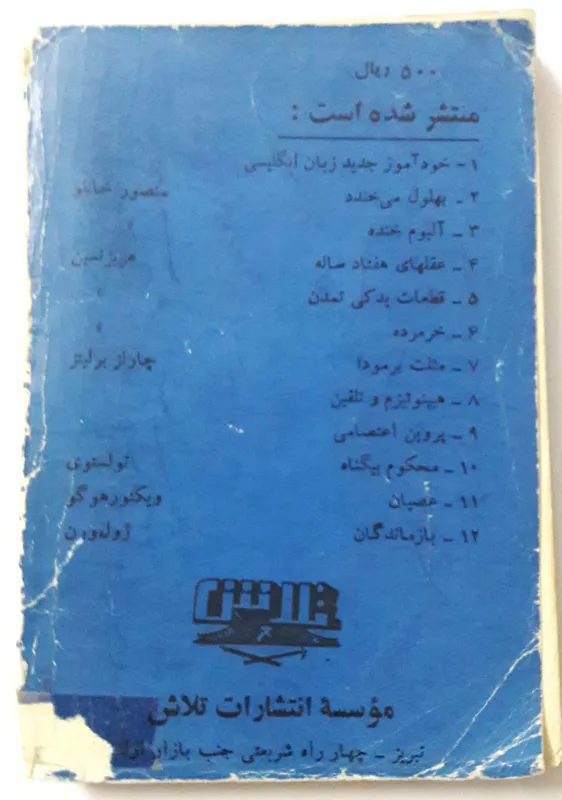 ۵۰۰ ریال
منتشر شده است :
۱- خودآموز جدید زبان انگلیسی
۲ ـ بهلول می‌خندد منصور خانلو
۳ ـ آلبوم خنده "
۴ ـ عقلهای هفتاد ساله عزیز نسین
۵ ـ قطعات یدکی تمدن "
۶ ـ خرمرده "
۷ ـ مثلث برمودا چارلز برلیتز
۸ ـ هیپنوتیزم و تلقین
۹ ـ پروین اعتصامی
۱۰ ـ محکوم بیگناه تولستوی
۱۱ ـ عصیان ویکتورهوگو
۱۲ ـ بازماندگان ژول‌ورن
تلاش
مؤسسهٔ انتشارات تلاش
تبریز ـ چهار راه شریعتی جنب بازار